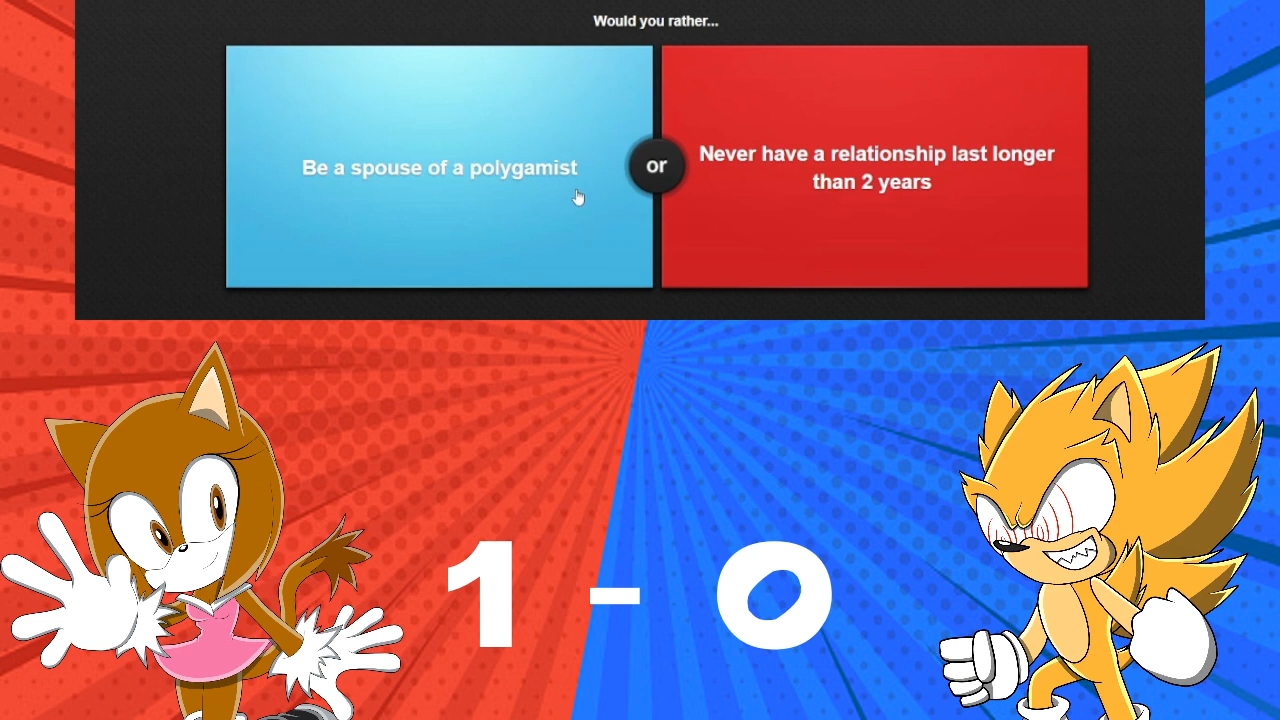 Would you rather...
Be a spouse of a polygamist
or
Never have a relationship last longer
than 2 years
1 - 0